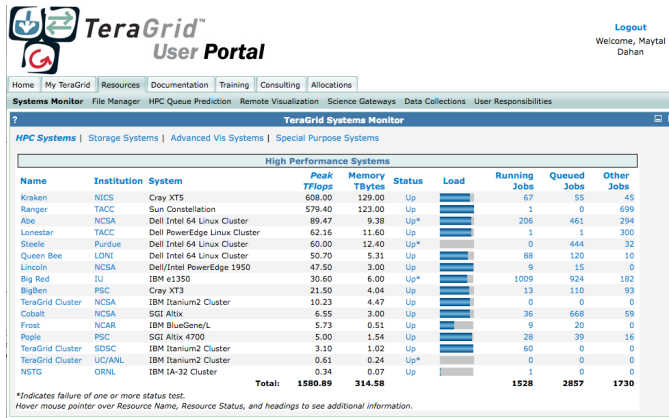 TeraGrid™
User Portal
Logout
Welcome, Maytal
Dahan
Home My TeraGrid Resources Documentation Training Consulting Allocations
Systems Monitor File Manager HPC Queue Prediction Remote Visualization Science Gateways Data Collections User Responsibilities
? TeraGrid Systems Monitor
HPC Systems | Storage Systems | Advanced Vis Systems | Special Purpose Systems
High Performance Systems
Name Institution System Peak TFlops Memory TBytes Status Load Running Jobs Queued Jobs Other Jobs
Kraken NICS Cray XT5 608.00 129.00 Up 67 55 45
Ranger TACC Sun Constellation 579.40 123.00 Up 1 0 699
Abe NCSA Dell Intel 64 Linux Cluster 89.47 9.38 Up* 206 461 294
Lonestar TACC Dell PowerEdge Linux Cluster 62.16 11.60 Up 1 1 300
Steele Purdue Dell Intel 64 Linux Cluster 60.00 12.40 Up* 0 444 32
Queen Bee LONI Dell Intel 64 Linux Cluster 50.70 5.31 Up 88 120 10
Lincoln NCSA Dell/Intel PowerEdge 1950 47.50 3.00 Up 9 15 0
Big Red IU IBM e1350 30.60 6.00 Up* 1009 924 182
BigBen PSC Cray XT3 21.50 4.04 Up 13 110 93
TeraGrid Cluster NCSA IBM Itanium2 Cluster 10.23 4.47 Up 0 0 0
Cobalt NCSA SGI Altix 6.55 3.00 Up 36 668 59
Frost NCAR IBM BlueGene/L 5.73 0.51 Up 9 20 0
Pople PSC SGI Altix 4700 5.00 1.54 Up 28 39 16
TeraGrid Cluster SDSC IBM Itanium2 Cluster 3.10 1.02 Up 60 0 0
TeraGrid Cluster UC/ANL IBM Itanium2 Cluster 0.61 0.24 Up* 0 0 0
NSTG ORNL IBM IA-32 Cluster 0.34 0.07 Up 1 0 0
Total: 1580.89 314.58 1528 2857 1730
*Indicates failure of one or more status test.
Hover mouse pointer over Resource Name, Resource Status, and headings to see additional information.